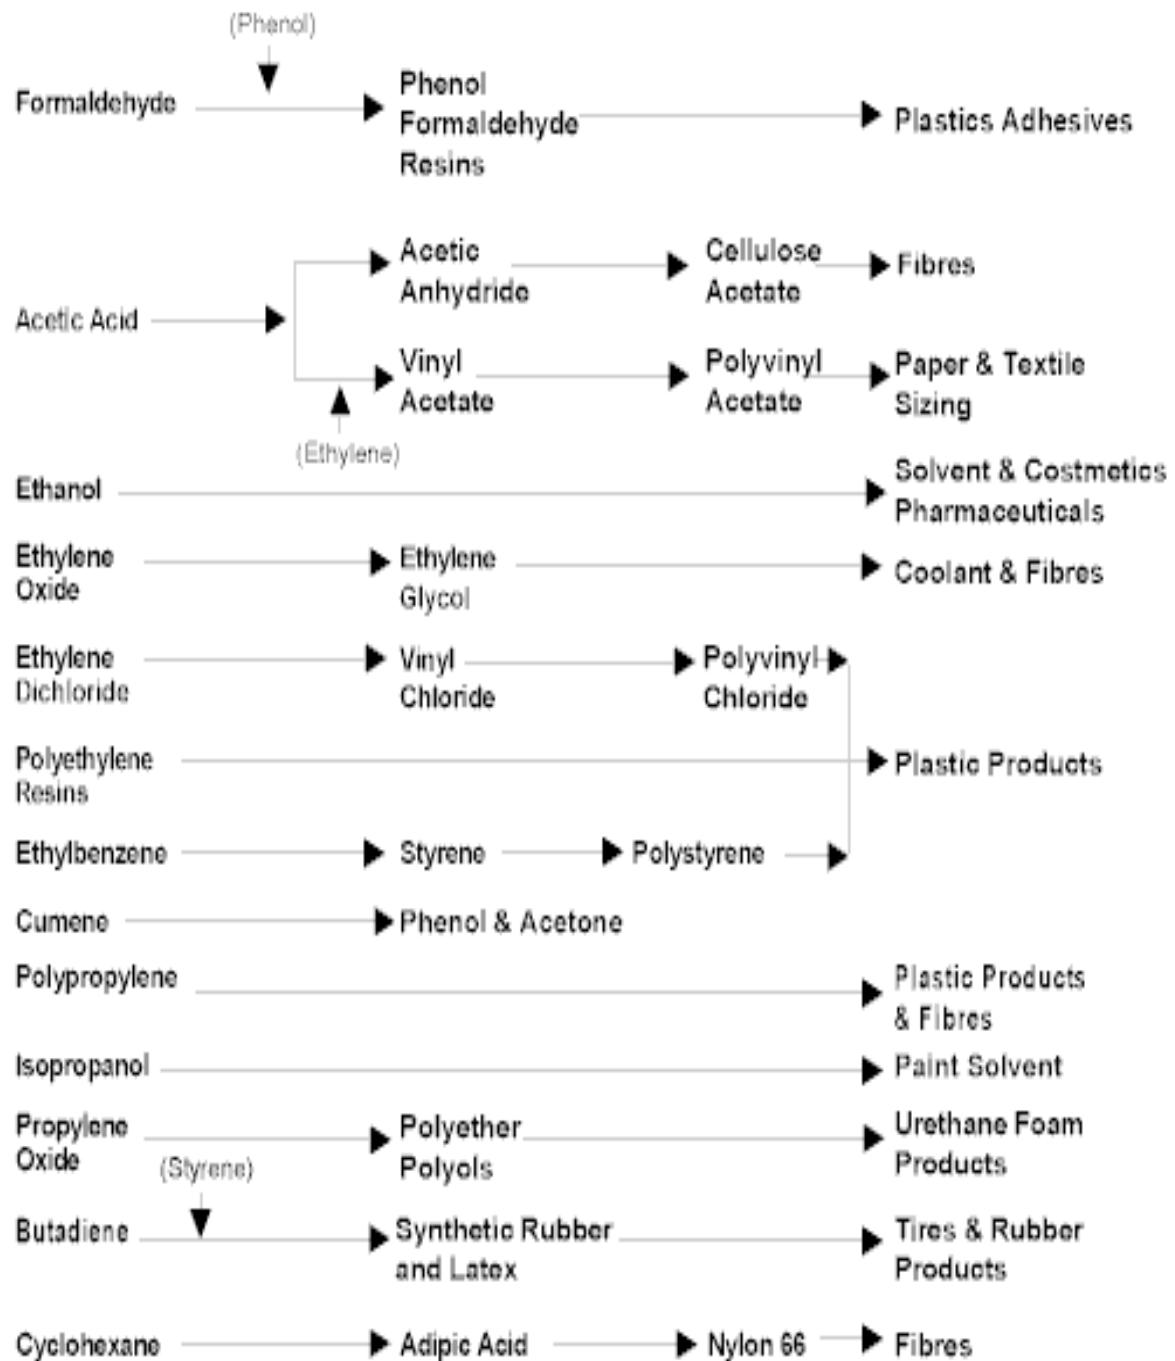 (Phenol)
Formaldehyde
Phenol
Formaldehyde
Resins
Plastics Adhesives
Acetic Acid
Acetic
Anhydride
Cellulose
Acetate
Fibres
Vinyl
Acetate
Polyvinyl
Acetate
Paper & Textile
Sizing
(Ethylene)
Ethanol
Solvent & Costmetics
Pharmaceuticals
Ethylene
Oxide
Ethylene
Glycol
Coolant & Fibres
Ethylene
Dichloride
Vinyl
Chloride
Polyvinyl
Chloride
Polyethylene
Resins
Plastic Products
Ethylbenzene
Styrene
Polystyrene
Cumene
Phenol & Acetone
Polypropylene
Plastic Products
& Fibres
Isopropanol
Paint Solvent
Propylene
Oxide
Polyether
Polyols
Urethane Foam
Products
(Styrene)
Butadiene
Synthetic Rubber
and Latex
Tires & Rubber
Products
Cyclohexane
Adipic Acid
Nylon 66
Fibres